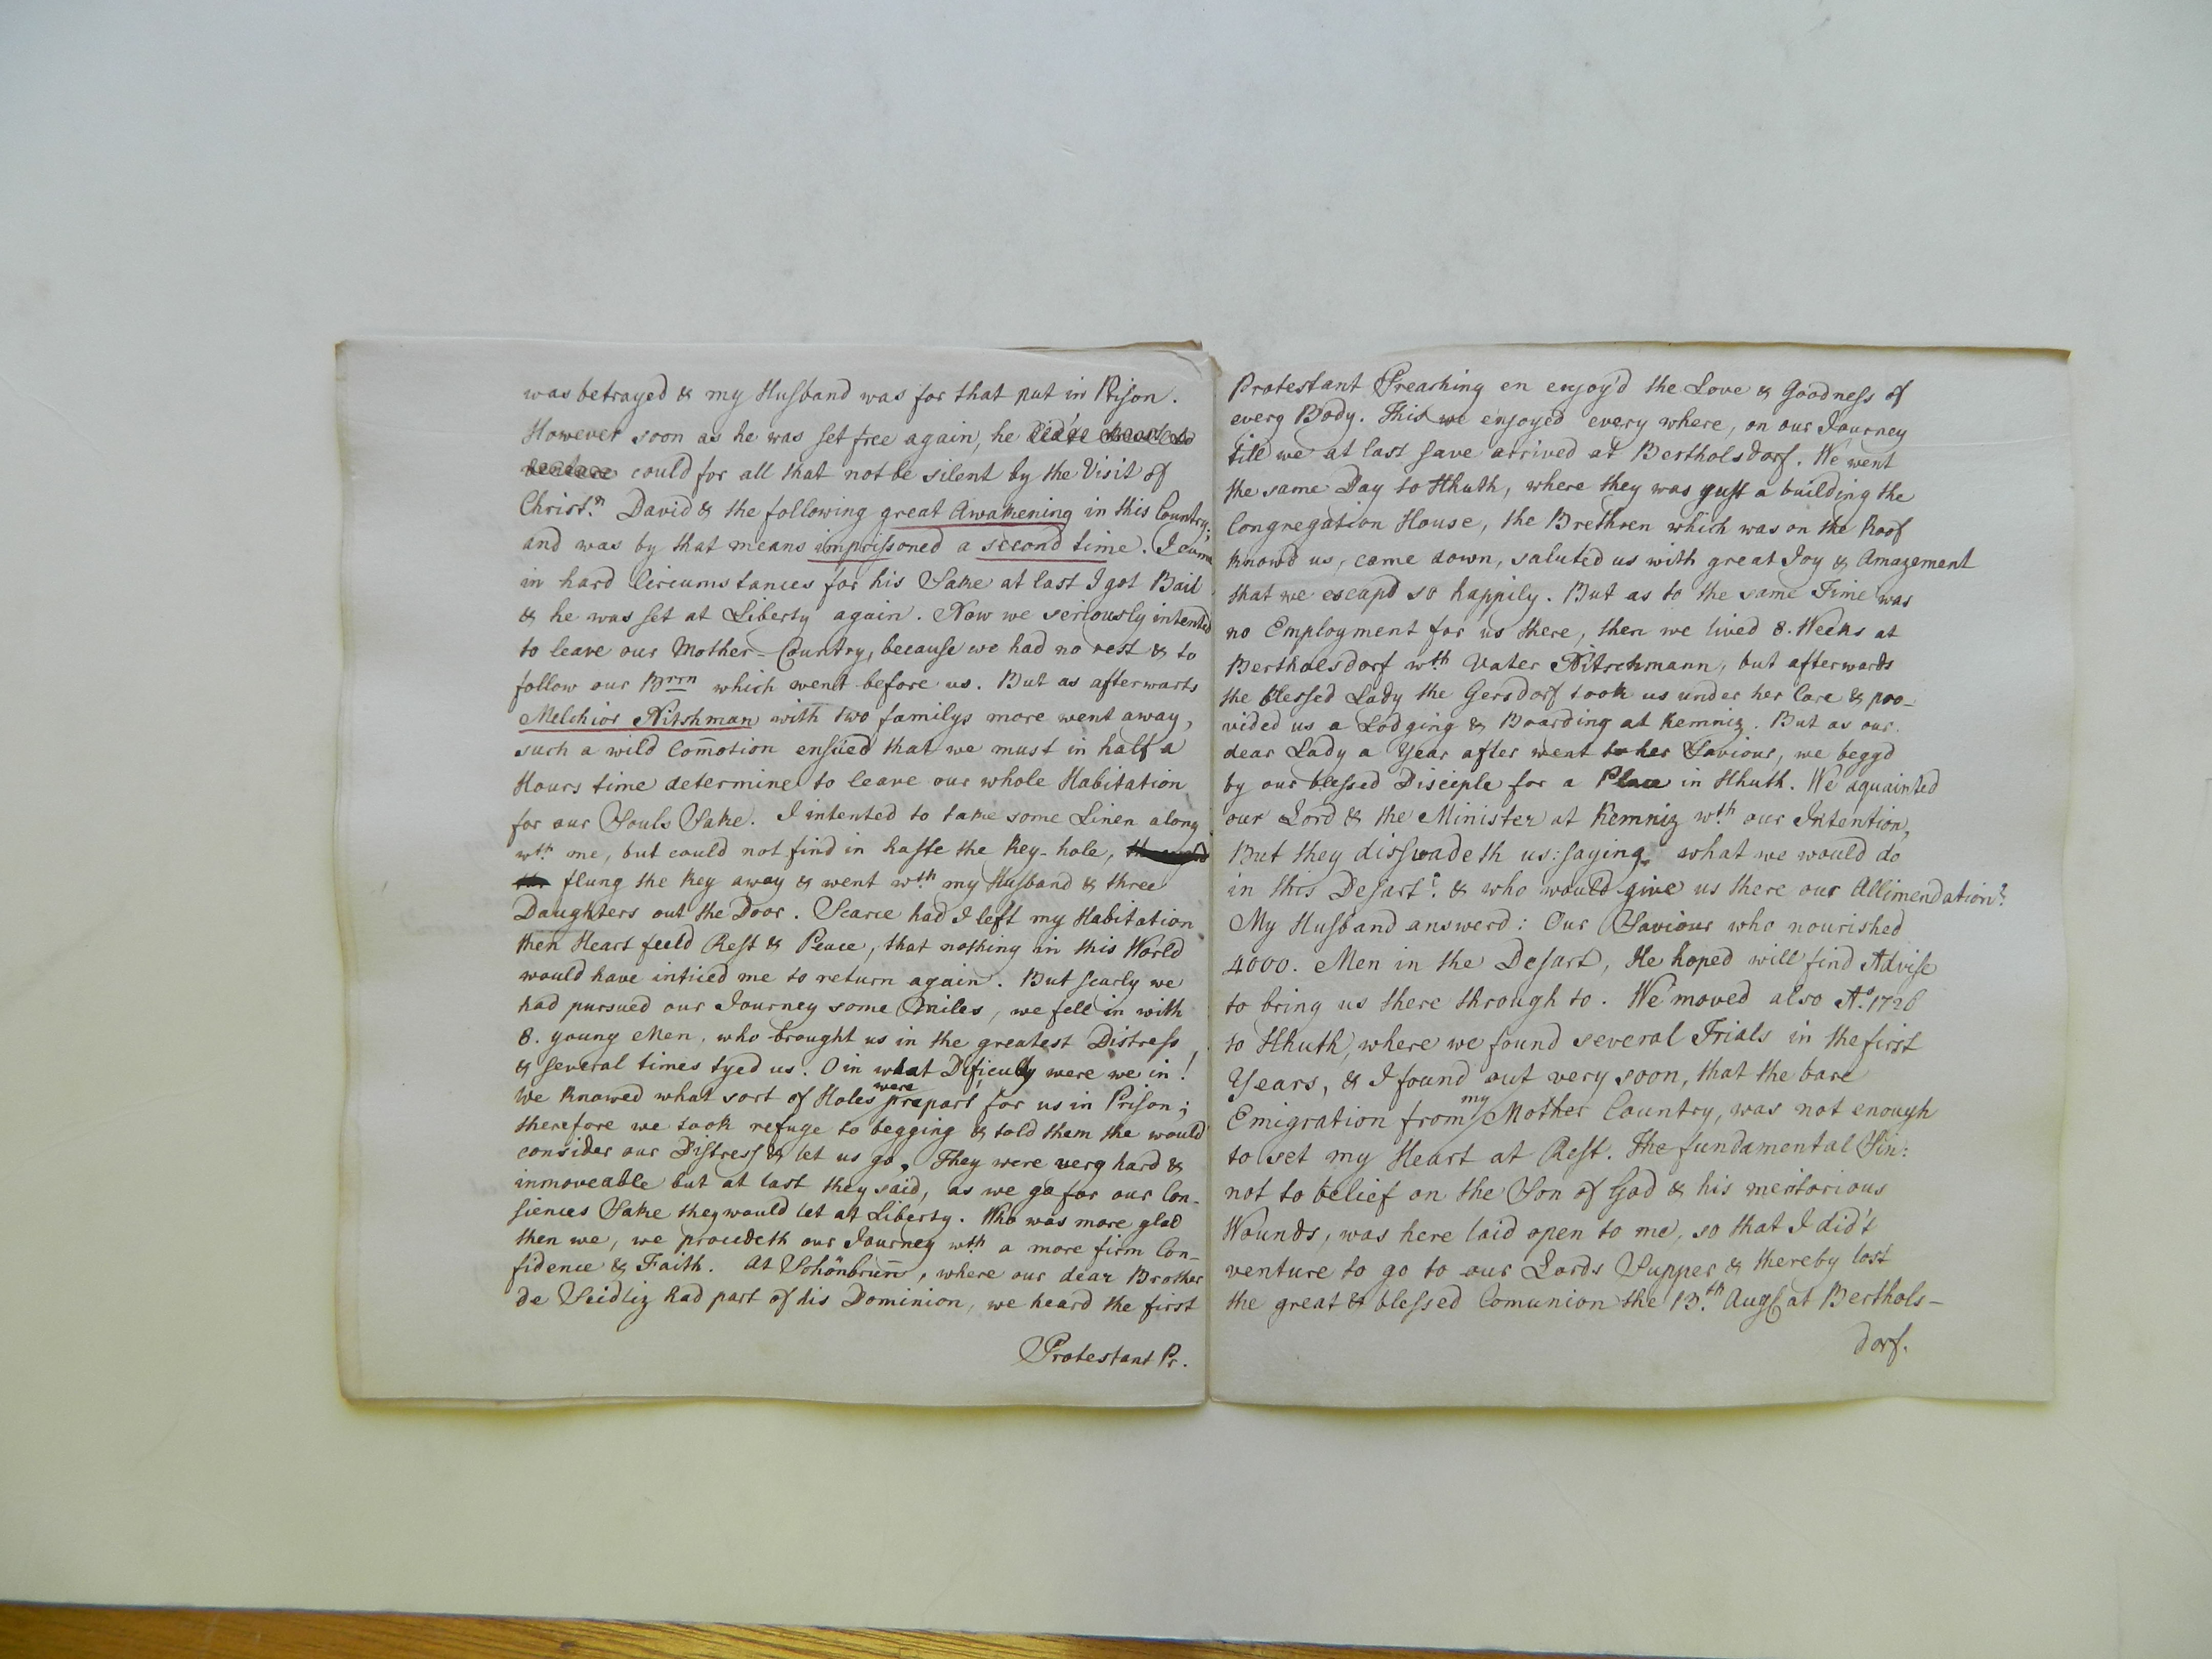 was betrayed & my Husband was for that put in Prison.
However soon as he was set free again, he did't
could for all that not be silent by the Visit of
Christ.n David & the following great Awakening in this Country;
and was by that means imprissoned a second time. I came
in hard Circumstances for his Sake at last I got Bail
& he was set at Liberty again. Now we seriously intented
to leave our Mother=Country, because we had no rest & to
follow our Brrn which went before us. But as afterwarts
Melchior Nitshman with two familys more went away,
such a wild Com̄otion ensued that we must in half a
Hours time determine to leave our whole Habitation
for our Souls Sake. I intented to take some Linen along
wth. me, but could not find in haste the Key-hole,
flung the Key away & went wth. my Husband & three
Daughters out the Door. Scarce had I left my Habitation
then Heart feeld Rest & Peace, that nothing in this World
would have inticed me to return again. But scarly we
had pursued our Journey some Miles, we fell in with
8. young Men, who brought us in the greatest Distress,
& several times tyed us. O in what Dificulty were we in!
We knowed what sort of Holes were prepart for us in Prison;
therefore we took refuge to begging & told them the would
consider our Distress & let us go. They were verg hard &
inmoveable but at last they said, as we go for our Con-
siences Sake they would let at Liberty. Who was more glad
then we, we proceedeth our Journey wth. a more firm Con-
fidence & Faith. At Schönbrun̄, where our dear Brother
de Seidliz had part of his Dominion, we heard the first
Protestant Pr.
Protestant Preashing en enjoy'd the Love & Goodness of
everg Body. This we enjoyed every where, on our Journey
till we at last save arrived at Bertholsdorf. We went
the same Day to Hhuth, where they was gust a building the
Congregation House, the Brethren which was on the Roof
knowd us, came down, saluted us with great Joy & Amazement
that we escapd so happily. But as to the same Time was
no Employment for us there, then we lived 8. Weeks at
Bertholsdorf wth. Vater Nitschmann, but afterwards
the blessed Lady the Gersdorf took us under her Care & pro-
vided us a Lodging & Boarding at Kemniz. But as our
dear Lady a Year after went to her Saviour, we beggd
by our blessed Disciple for a Place in Hhuth. We aquainted
our Lord & the Minister at Kemniz wth. our Intention,
But they disswadeth us: saying, what we would do
in this Desart? & who would give us there our Allimendation?
My Husband answerd: Our Saviour who nourished
4000. Men in the Desart, He hoped will find Advise
to bring us there through to. We moved also Ao. 1726
to Hhuth, where we found several Trials in the first
Years, & I found out very soon, that the bare
Emigration from my Mother Country, was not enough
to set my Heart at Rest. The fundamental Sin:
not to belief on the Son of God & his meritorious
Wounds, was here laid open to me, so that I did't
venture to go to our Lords Supper & thereby lost
the great & blessed Comunion the 13.th Augt. at Berthols-
dorf.